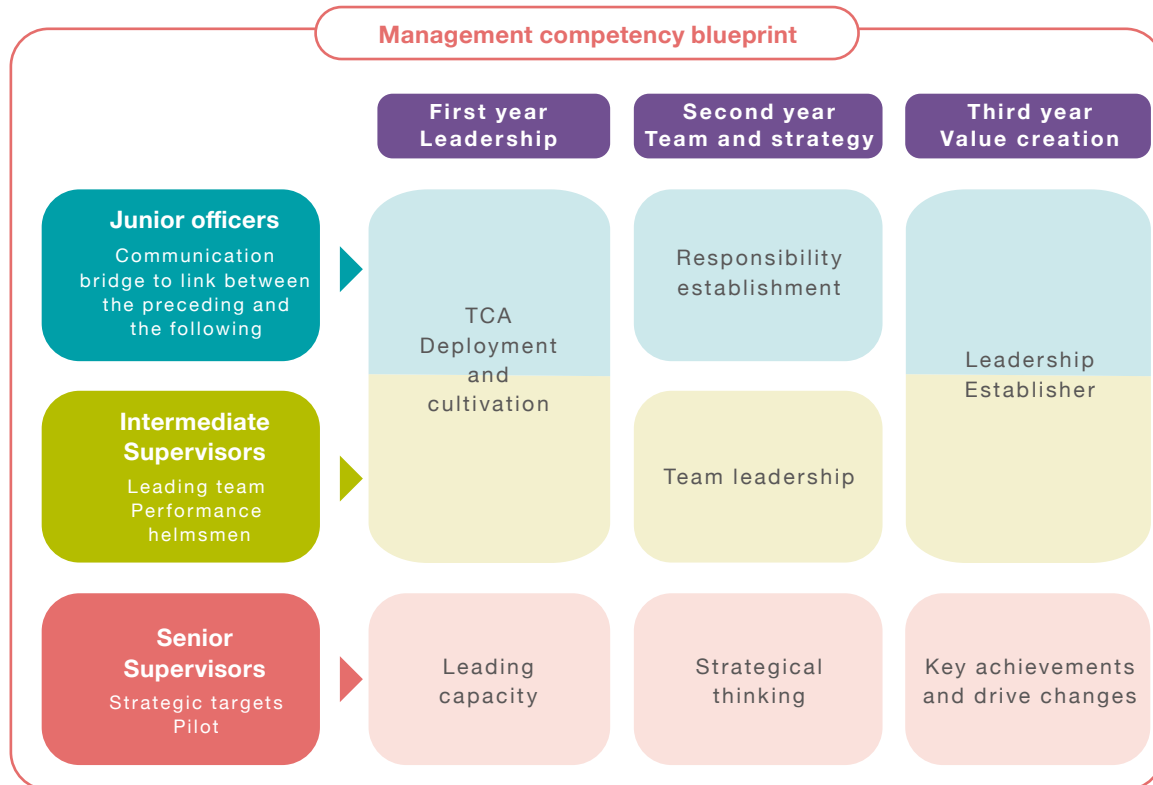 Management competency blueprint
First year
Leadership
Second year
Team and strategy
Third year
Value creation
Junior officers
Communication
bridge to link between
the preceding and
the following
TCA
Deployment
and
cultivation
Responsibility
establishment
Leadership
Establisher
Intermediate
Supervisors
Leading team
Performance
helmsmen
Team leadership
Senior
Supervisors
Strategic targets
Pilot
Leading
capacity
Strategical
thinking
Key achievements
and drive changes